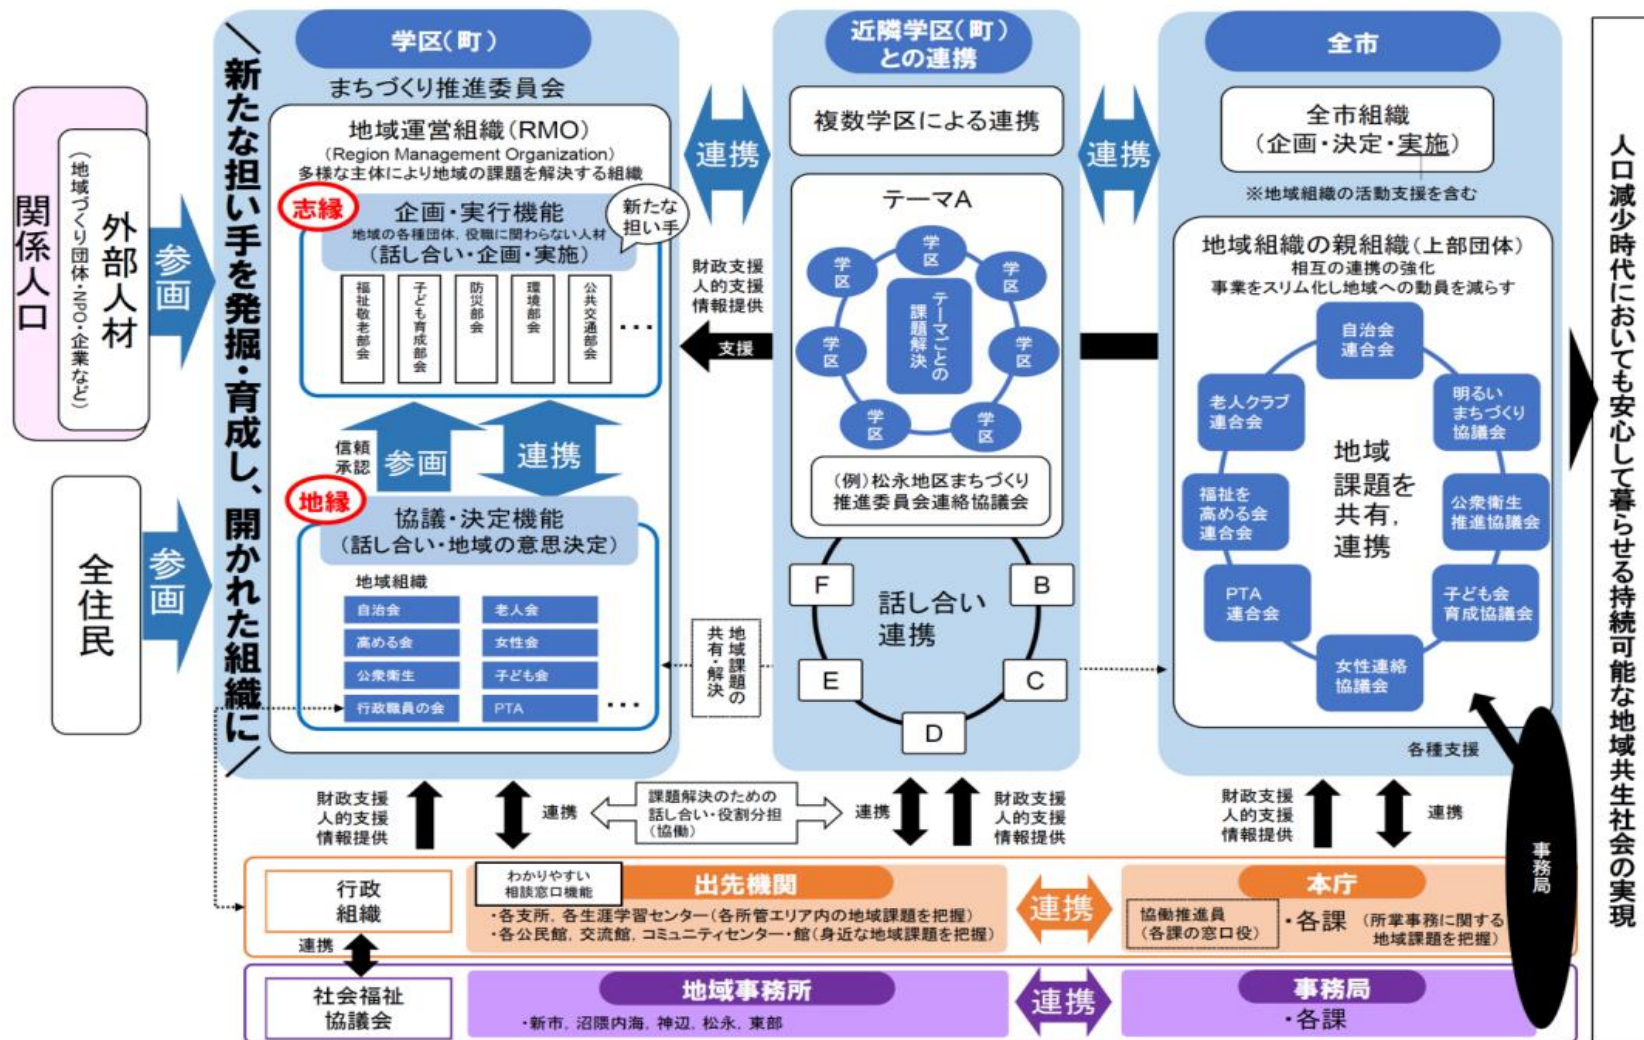 関係人口
外部人材
（地域づくり団体・NPO・企業など）
参画
全住民
参画
新たな担い手を発掘・育成し、開かれた組織に
学区（町）
まちづくり推進委員会
地域運営組織（RMO）
（Region Management Organization）
多様な主体により地域の課題を解決する組織
志縁
企画・実行機能
地域の各種団体，役職に関わらない人材
（話し合い・企画・実施）
新たな
担い手
福祉敬老部会
子ども育成部会
防災部会
環境部会
公共交通部会
…
信頼
承認
参画
連携
地縁
協議・決定機能
（話し合い・地域の意思決定）
地域組織
自治会
老人会
高める会
女性会
公衆衛生
子ども会
行政職員の会
PTA
…
連携
財政支援
人的支援
情報提供
支援
地域課題の
共有・解決
近隣学区（町）
との連携
複数学区による連携
テーマA
学区
学区
学区
学区
学区
学区
学区
テーマごとの
課題解決
（例）松永地区まちづくり
推進委員会連絡協議会
F
B
話し合い
連携
E
C
D
連携
全市
全市組織
（企画・決定・実施）
※地域組織の活動支援を含む
地域組織の親組織（上部団体）
相互の連携の強化
事業をスリム化し地域への動員を減らす
自治会
連合会
老人クラブ
連合会
明るい
まちづくり
協議会
福祉を
高める会
連合会
地域
課題を
共有，
連携
公衆衛生
推進協議会
PTA
連合会
子ども会
育成協議会
女性連絡
協議会
各種支援
人口減少時代においても安心して暮らせる持続可能な地域共生社会の実現
財政支援
人的支援
情報提供
連携
課題解決のための
話し合い・役割分担
（協働）
連携
財政支援
人的支援
情報提供
財政支援
人的支援
情報提供
連携
事務局
行政
組織
わかりやすい
相談窓口機能
出先機関
・各支所，各生涯学習センター（各所管エリア内の地域課題を把握）
・各公民館，交流館，コミュニティセンター・館（身近な地域課題を把握）
連携
本庁
協働推進員
（各課の窓口役）
・各課（所掌事務に関する
地域課題を把握）
連携
社会福祉
協議会
地域事務所
・新市，沼隈内海，神辺，松永，東部
連携
事務局
・各課